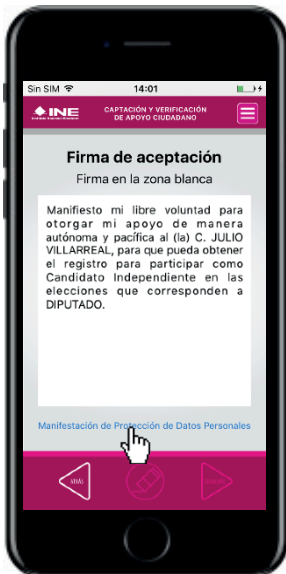 Sin SIM 14:01
INE
CAPTACIÓN Y VERIFICACIÓN
DE APOYO CIUDADANO
Firma de aceptación
Firma en la zona blanca
Manifiesto mi libre voluntad para
otorgar mi apoyo de manera
autónoma y pacífica al (la) C. JULIO
VILLARREAL, para que pueda obtener
el registro para participar como
Candidato Independiente en las
elecciones que corresponden a
DIPUTADO.
Manifestación de Protección de Datos Personales
ATRÁS